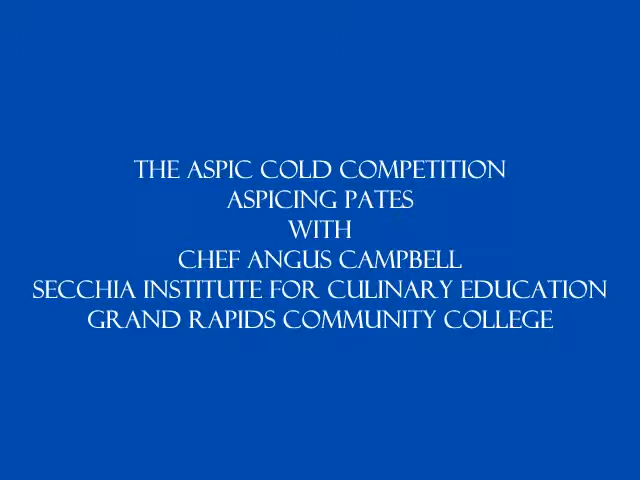 THE ASPIC COLD COMPETITION
ASPICING PATES
WITH
CHEF ANGUS CAMPBELL
SECCHIA INSTITUTE FOR CULINARY EDUCATION
GRAND RAPIDS COMMUNITY COLLEGE